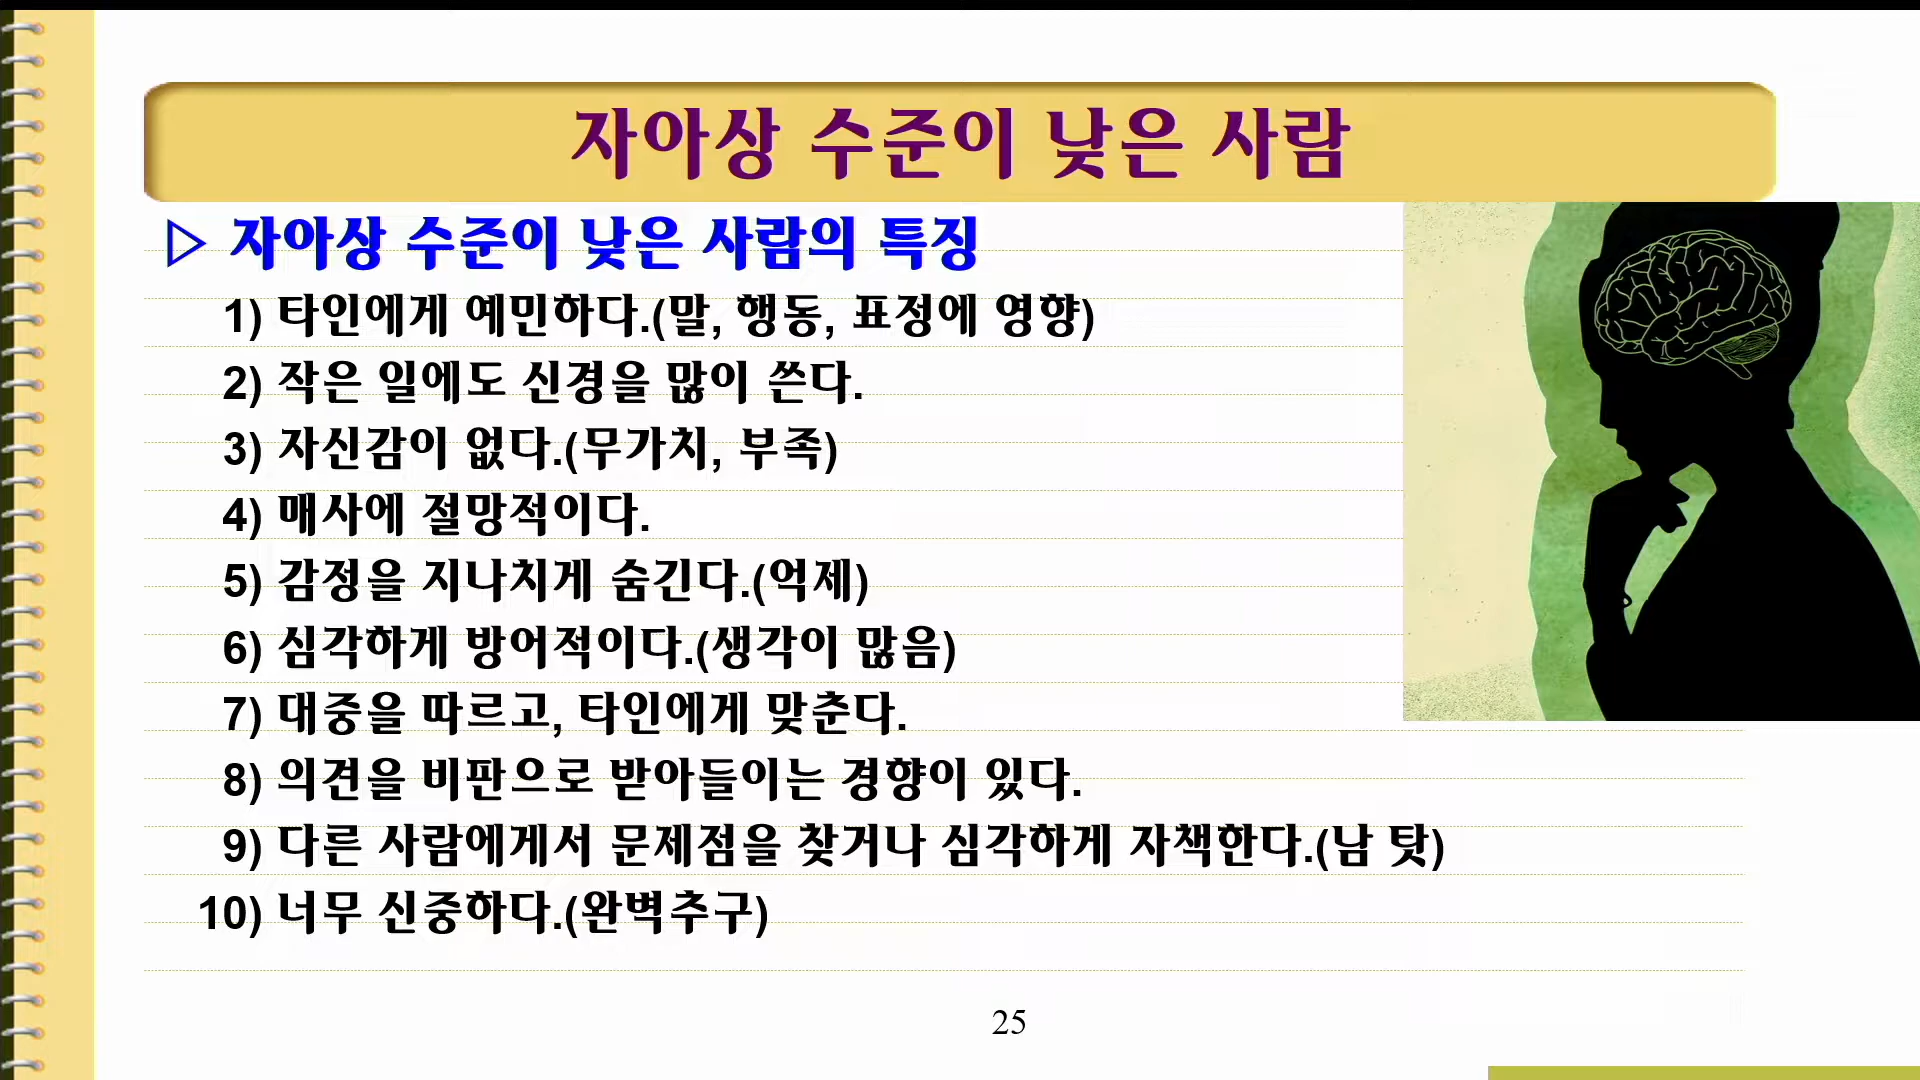 자아상 수준이 낮은 사람
▷ 자아상 수준이 낮은 사람의 특징
1) 타인에게 예민하다.(말, 행동, 표정에 영향)
2) 작은 일에도 신경을 많이 쓴다.
3) 자신감이 없다.(무가치, 부족)
4) 매사에 절망적이다.
5) 감정을 지나치게 숨긴다.(억제)
6) 심각하게 방어적이다.(생각이 많음)
7) 대중을 따르고, 타인에게 맞춘다.
8) 의견을 비판으로 받아들이는 경향이 있다.
9) 다른 사람에게서 문제점을 찾거나 심각하게 자책한다.(남 탓)
10) 너무 신중하다.(완벽추구)
25